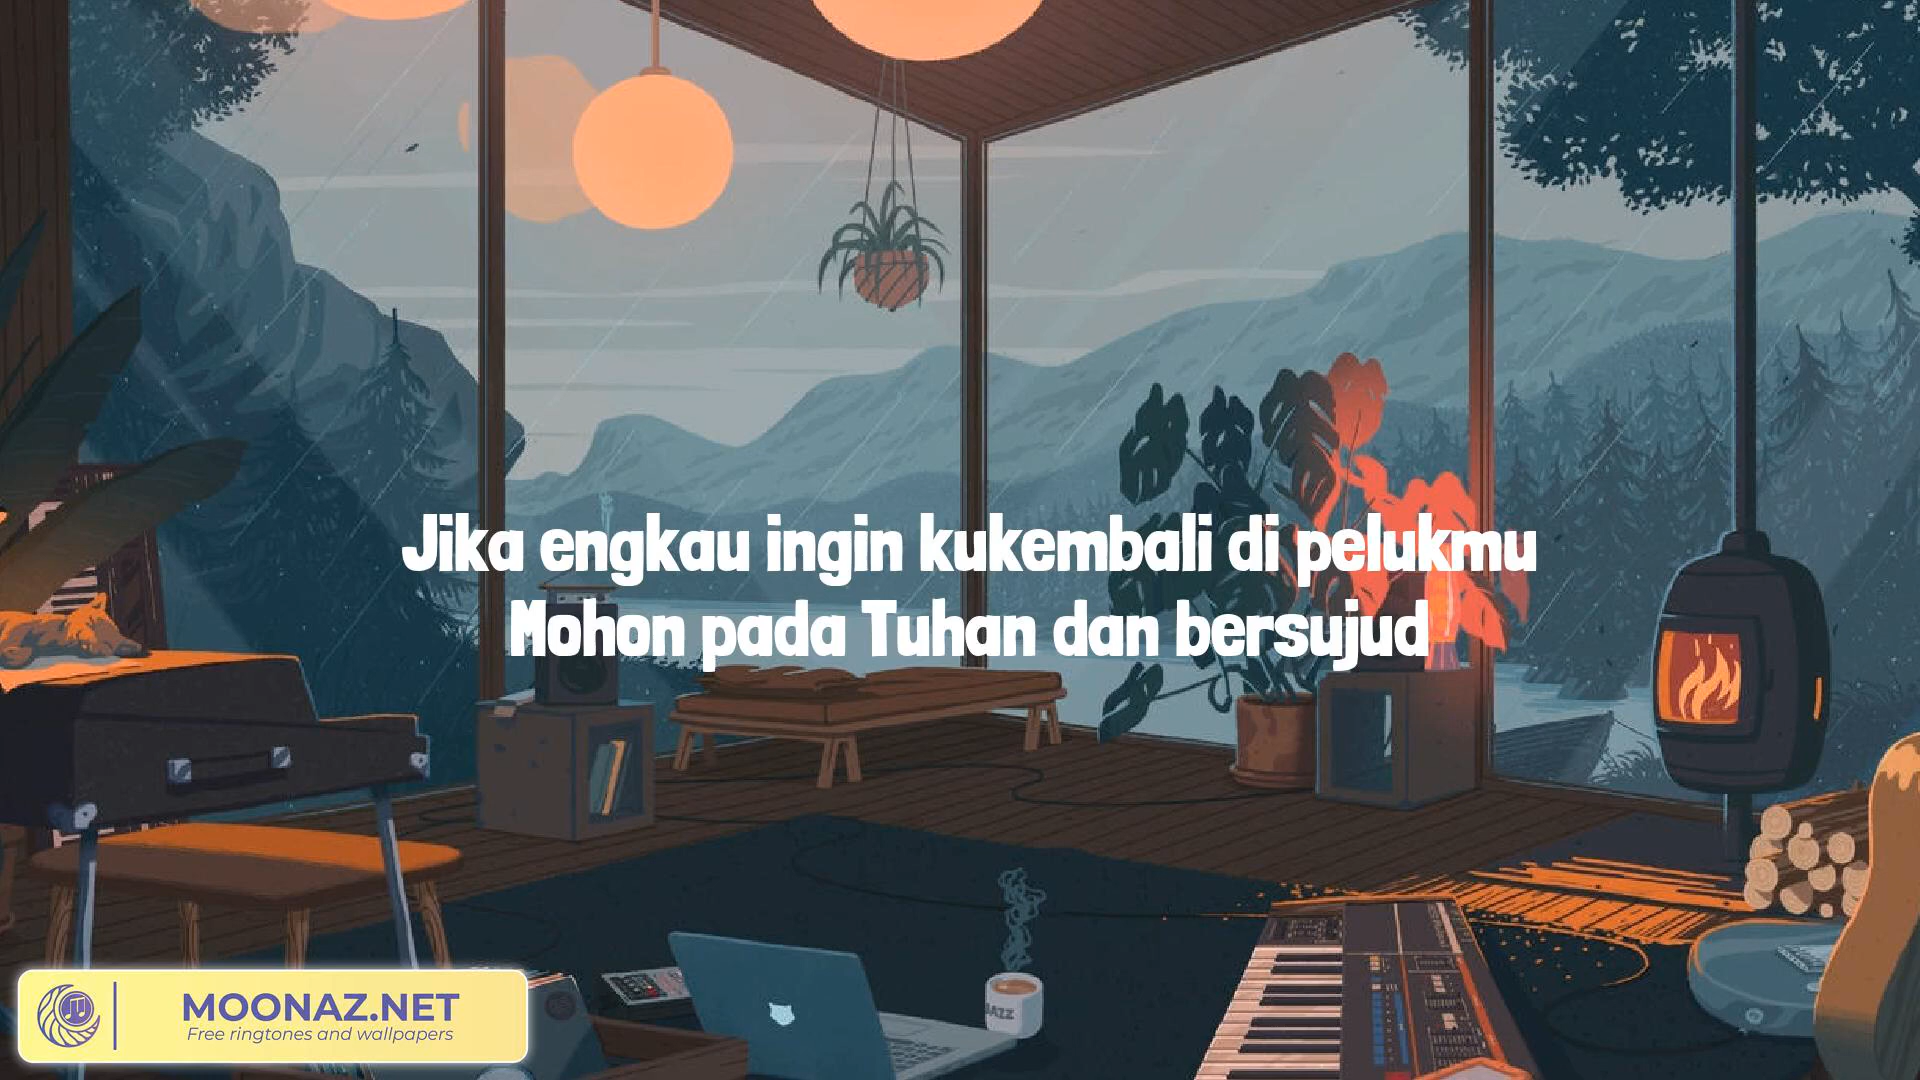 Jika engkau ingin kukembali di pelukmu
Mohon pada Tuhan dan bersujud
JAZZ
MOONAZ.NET
Free ringtones and wallpapers